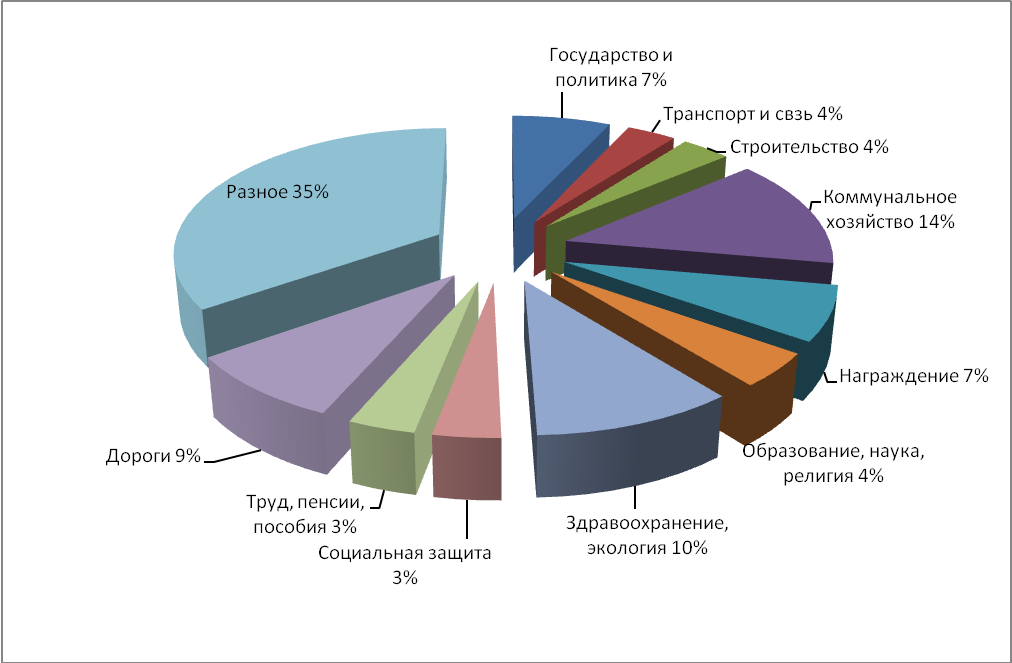 Государство и
политика 7%
Транспорт и свзь 4%
Строительство 4%
Коммунальное
хозяйство 14%
Награждение 7%
Образование, наука,
религия 4%
Здравоохранение,
экология 10%
Социальная защита
3%
Труд, пенсии,
пособия 3%
Дороги 9%
Разное 35%